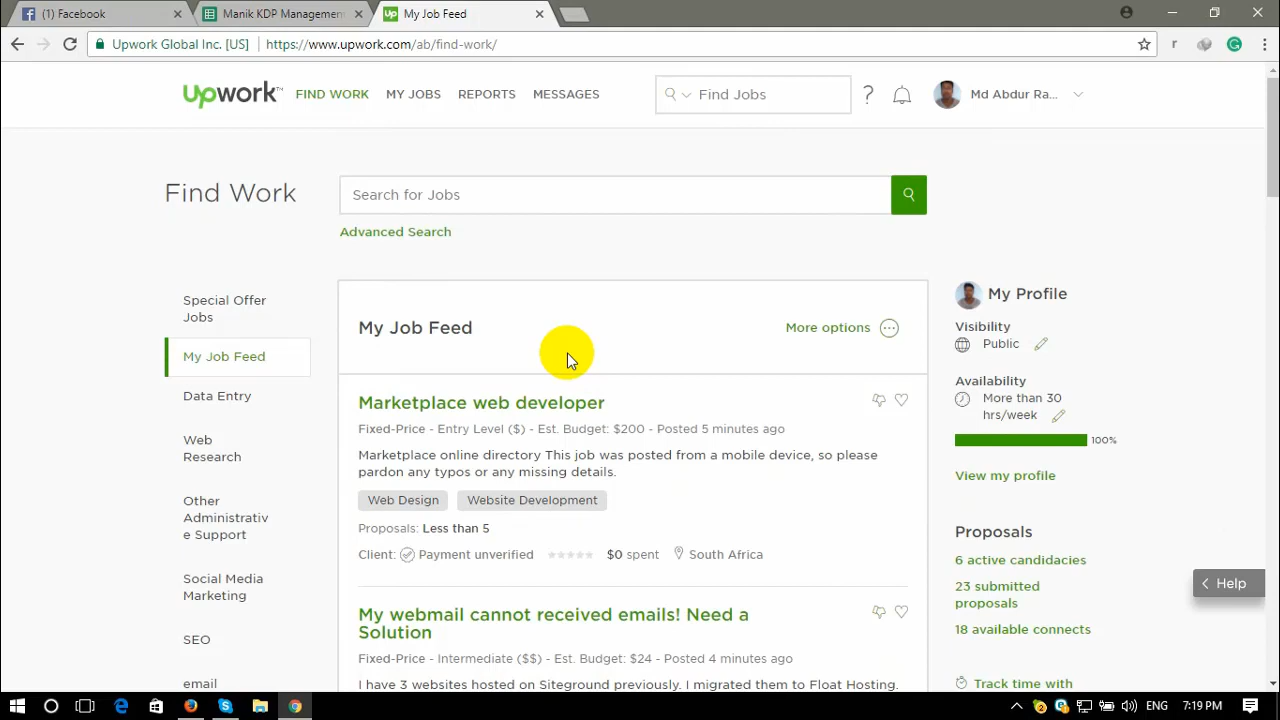 (1) Facebook
Manik KDP Management
My Job Feed
Upwork Global Inc. [US]
https://www.upwork.com/ab/find-work/
upwork™
FIND WORK
MY JOBS
REPORTS
MESSAGES
Find Jobs
?
Md Abdur Ra...
Find Work
Search for Jobs
Advanced Search
Special Offer
Jobs
My Job Feed
Data Entry
Web
Research
Other
Administrativ
e Support
Social Media
Marketing
SEO
email
My Job Feed
More options
Marketplace web developer
Fixed-Price - Entry Level ($) - Est. Budget: $200 - Posted 5 minutes ago
Marketplace online directory This job was posted from a mobile device, so please
pardon any typos or any missing details.
Web Design
Website Development
Proposals: Less than 5
Client: Payment unverified $0 spent South Africa
My webmail cannot received emails! Need a
Solution
Fixed-Price - Intermediate ($$) - Est. Budget: $24 - Posted 4 minutes ago
I have 3 websites hosted on Siteground previously. I migrated them to Float Hosting.
My Profile
Visibility
Public
Availability
More than 30
hrs/week
100%
View my profile
Proposals
6 active candidacies
23 submitted
proposals
18 available connects
Track time with
Help
ENG
7:19 PM